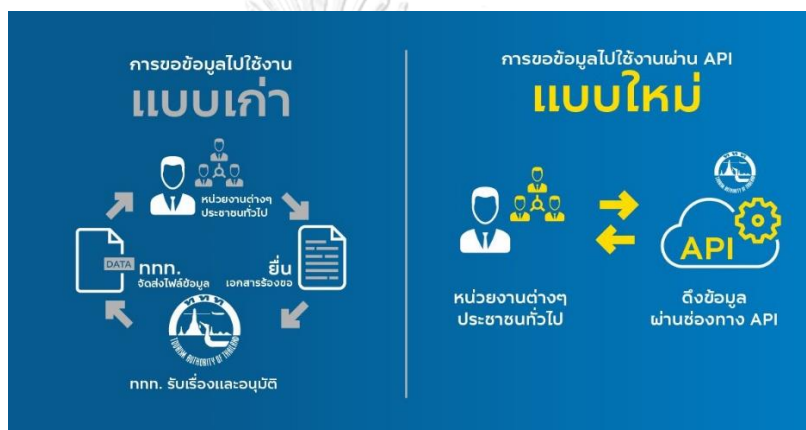 การขอข้อมูลไปใช้งาน
แบบเก่า
หน่วยงานต่างๆ
ประชาชนทั่วไป
ยื่น
เอกสารร้องขอ
ททท. รับเรื่องและอนุมัติ
DATA
ททท.
จัดส่งไฟล์ข้อมูล
ท ท ท
TOURISM AUTHORITY OF THAILAND
การขอข้อมูลไปใช้งานผ่าน API
แบบใหม่
หน่วยงานต่างๆ
ประชาชนทั่วไป
API
ดึงข้อมูล
ผ่านช่องทาง API